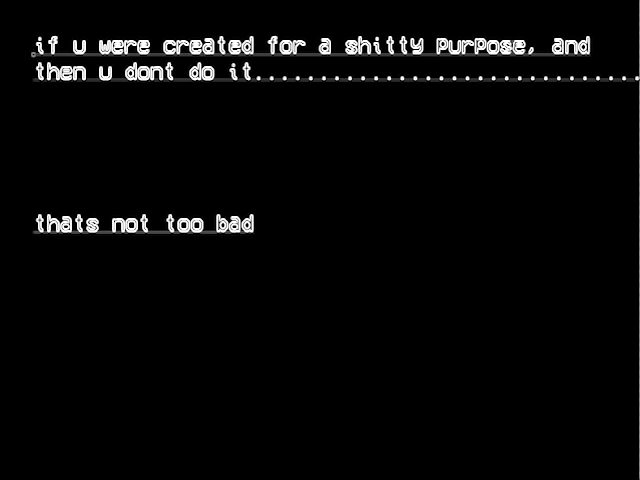 if u were created for a shitty purpose, and
then u dont do it..............................
thats not too bad